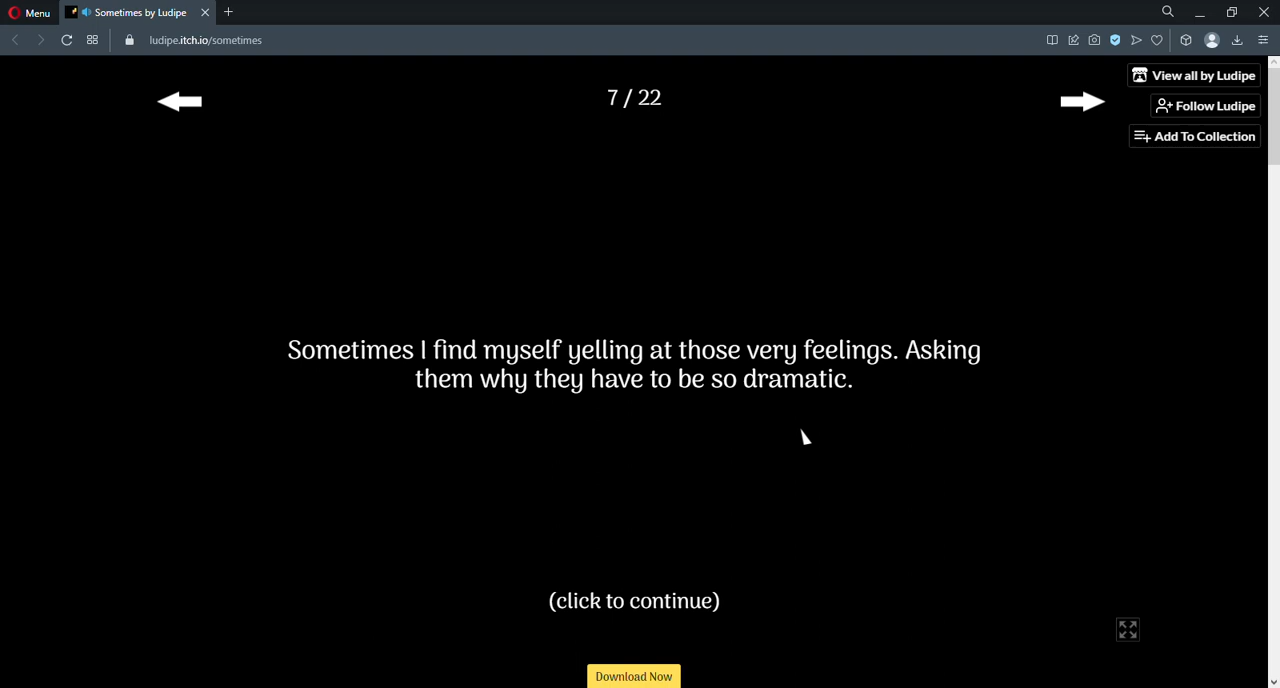 Menu
Sometimes by Ludipe
ludipe.itch.io/sometimes
View all by Ludipe
7 / 22
Follow Ludipe
Add To Collection
Sometimes I find myself yelling at those very feelings. Asking
them why they have to be so dramatic.
(click to continue)
Download Now